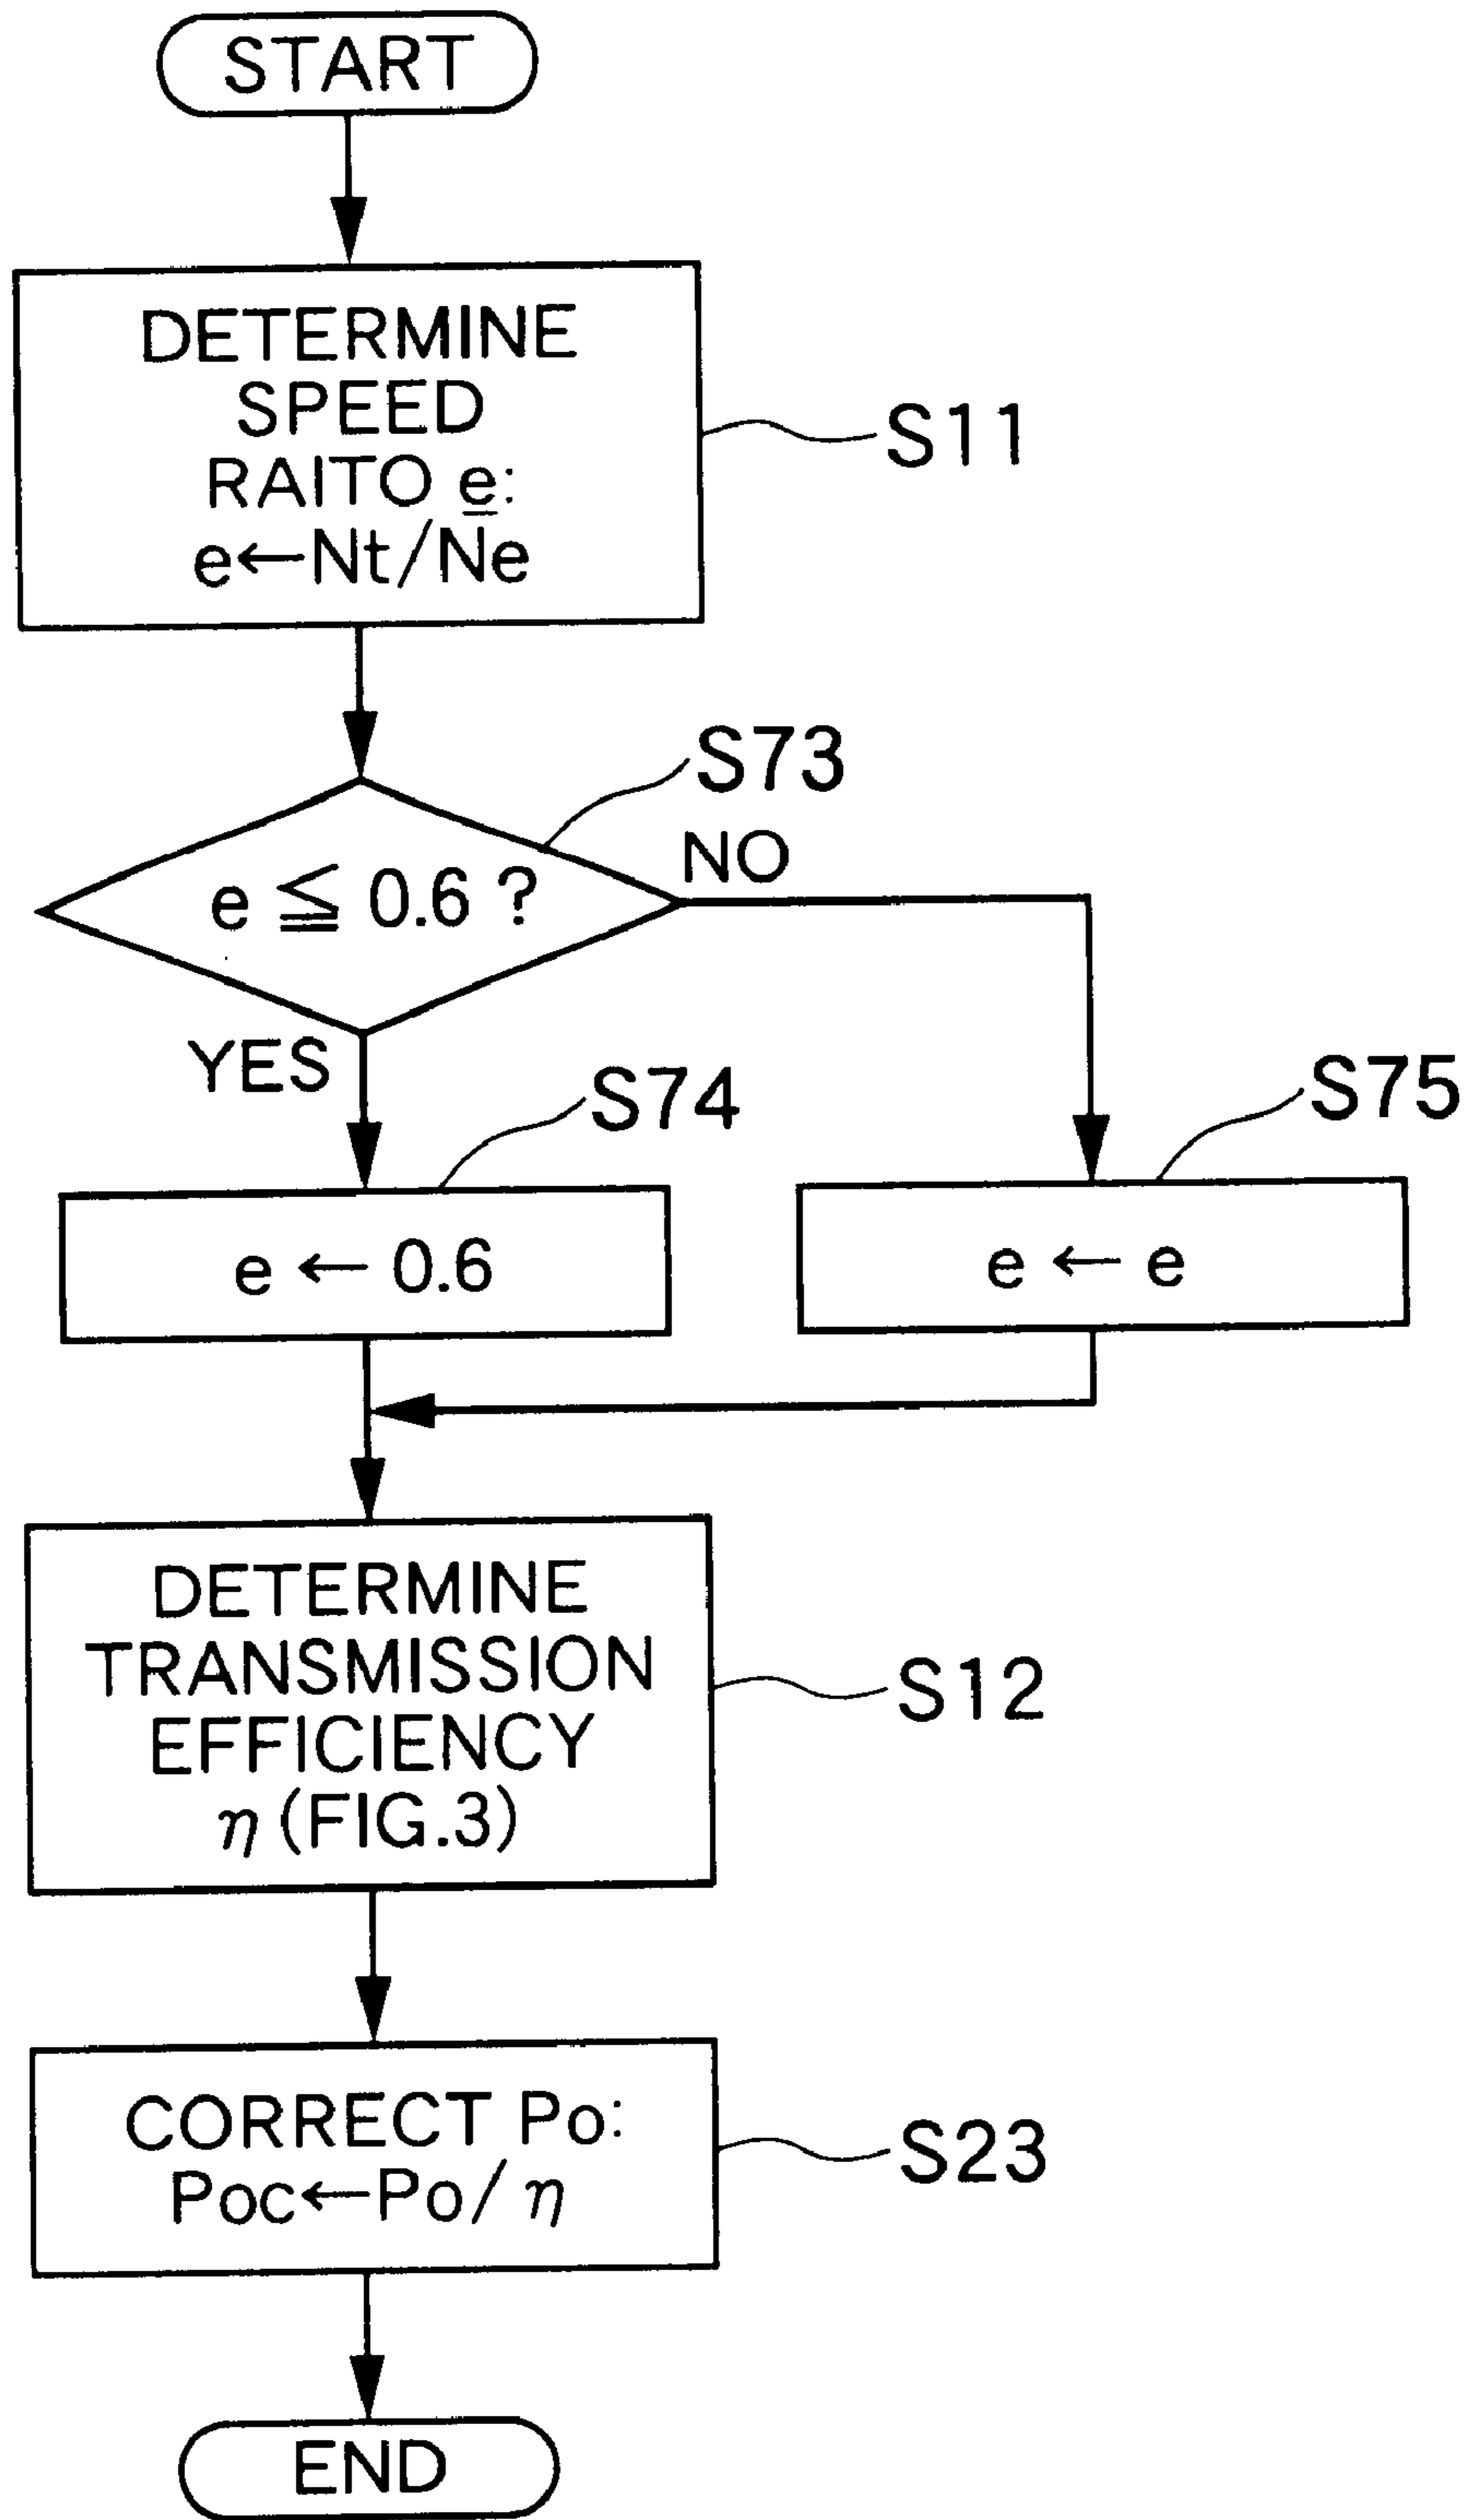 START
DETERMINE
SPEED
RAITO e:
e←Nt/Ne
S11
S73
e ≦ 0.6 ?
NO
YES
S74
S75
e ← 0.6
e ← e
DETERMINE
TRANSMISSION
EFFICIENCY
η (FIG.3)
S12
CORRECT Po:
Poc←Po/η
S23
END